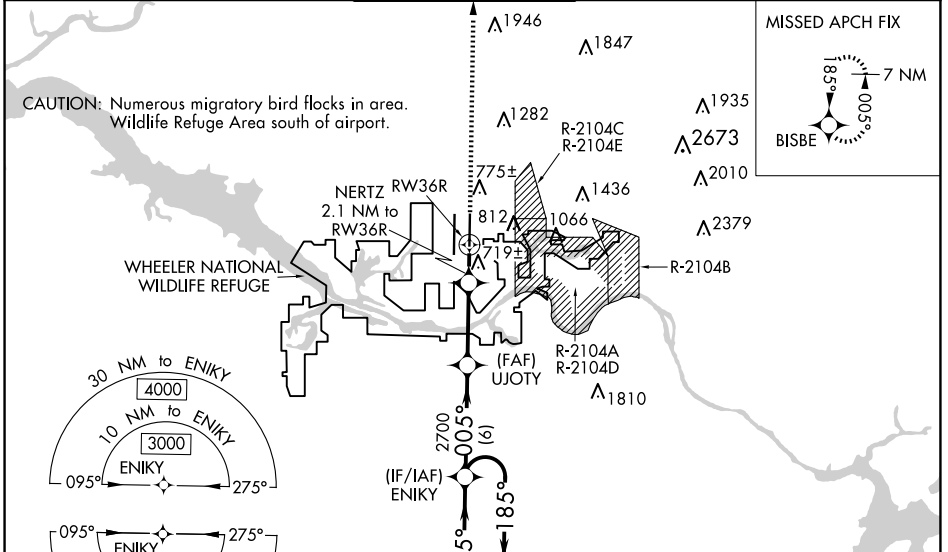 1946
1847
MISSED APCH FIX
7 NM
185°
005°
BISBE
CAUTION: Numerous migratory bird flocks in area.
Wildlife Refuge Area south of airport.
1282
1935
R-2104C
R-2104E
2673
2010
775±
NERTZ
2.1 NM to
RW36R
RW36R
1436
812
1066
2379
719±
WHEELER NATIONAL
WILDLIFE REFUGE
R-2104B
(FAF)
UJOTY
R-2104A
R-2104D
1810
30 NM to ENIKY
4000
10 NM to ENIKY
3000
ENIKY
095°
275°
2700
005°
(6)
(IF/IAF)
ENIKY
185°
095°
275°
ENIKY
5°